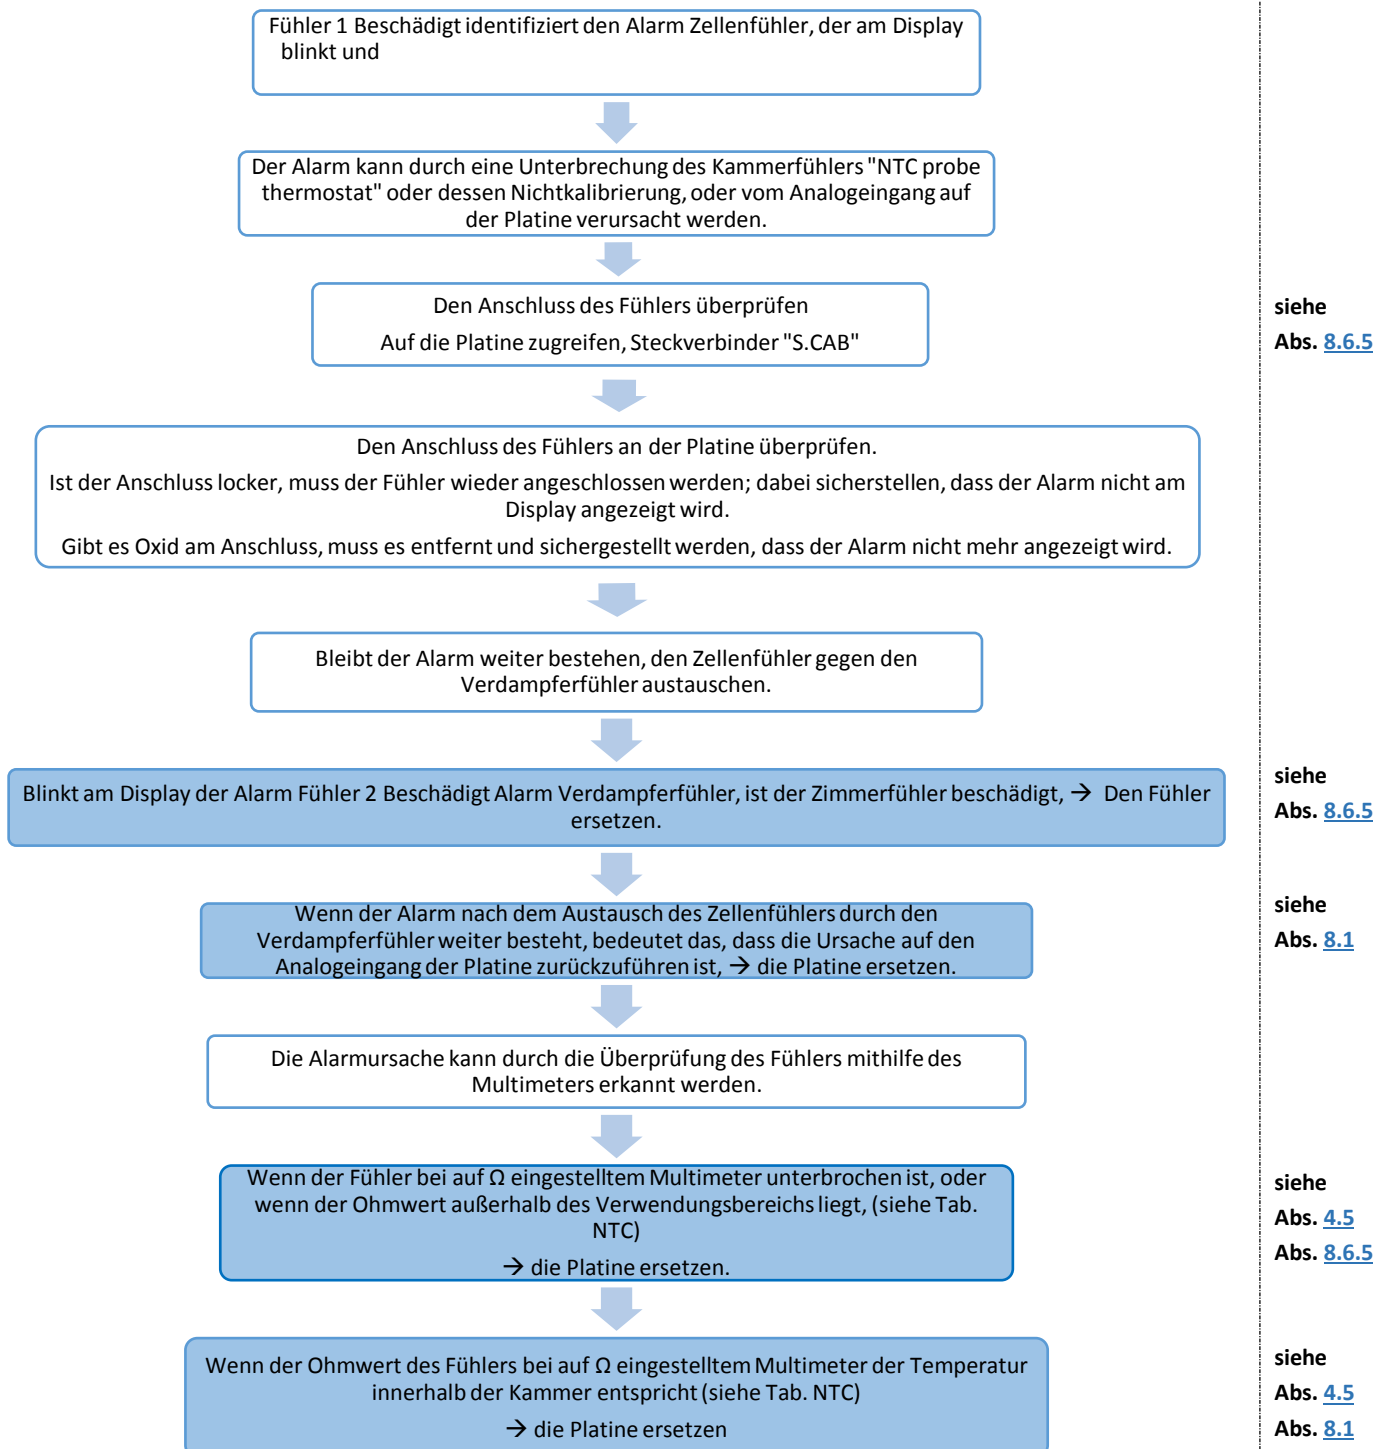 Fühler 1 Beschädigt identifiziert den Alarm Zellenfühler, der am Display
blinkt und
Der Alarm kann durch eine Unterbrechung des Kammerfühlers "NTC probe
thermostat" oder dessen Nichtkalibrierung, oder vom Analogeingang auf
der Platine verursacht werden.
Den Anschluss des Fühlers überprüfen
Auf die Platine zugreifen, Steckverbinder "S.CAB"
siehe
Abs. 8.6.5
Den Anschluss des Fühlers an der Platine überprüfen.
Ist der Anschluss locker, muss der Fühler wieder angeschlossen werden; dabei sicherstellen, dass der Alarm nicht am
Display angezeigt wird.
Gibt es Oxid am Anschluss, muss es entfernt und sichergestellt werden, dass der Alarm nicht mehr angezeigt wird.
Bleibt der Alarm weiter bestehen, den Zellenfühler gegen den
Verdampferfühler austauschen.
Blinkt am Display der Alarm Fühler 2 Beschädigt Alarm Verdampferfühler, ist der Zimmerfühler beschädigt, → Den Fühler
ersetzen.
siehe
Abs. 8.6.5
Wenn der Alarm nach dem Austausch des Zellenfühlers durch den
Verdampferfühler weiter besteht, bedeutet das, dass die Ursache auf den
Analogeingang der Platine zurückzuführen ist, → die Platine ersetzen.
siehe
Abs. 8.1
Die Alarmursache kann durch die Überprüfung des Fühlers mithilfe des
Multimeters erkannt werden.
Wenn der Fühler bei auf Ω eingestelltem Multimeter unterbrochen ist, oder
wenn der Ohmwert außerhalb des Verwendungsbereichs liegt, (siehe Tab.
NTC)
→ die Platine ersetzen.
siehe
Abs. 4.5
Abs. 8.6.5
Wenn der Ohmwert des Fühlers bei auf Ω eingestelltem Multimeter der Temperatur
innerhalb der Kammer entspricht (siehe Tab. NTC)
→ die Platine ersetzen
siehe
Abs. 4.5
Abs. 8.1